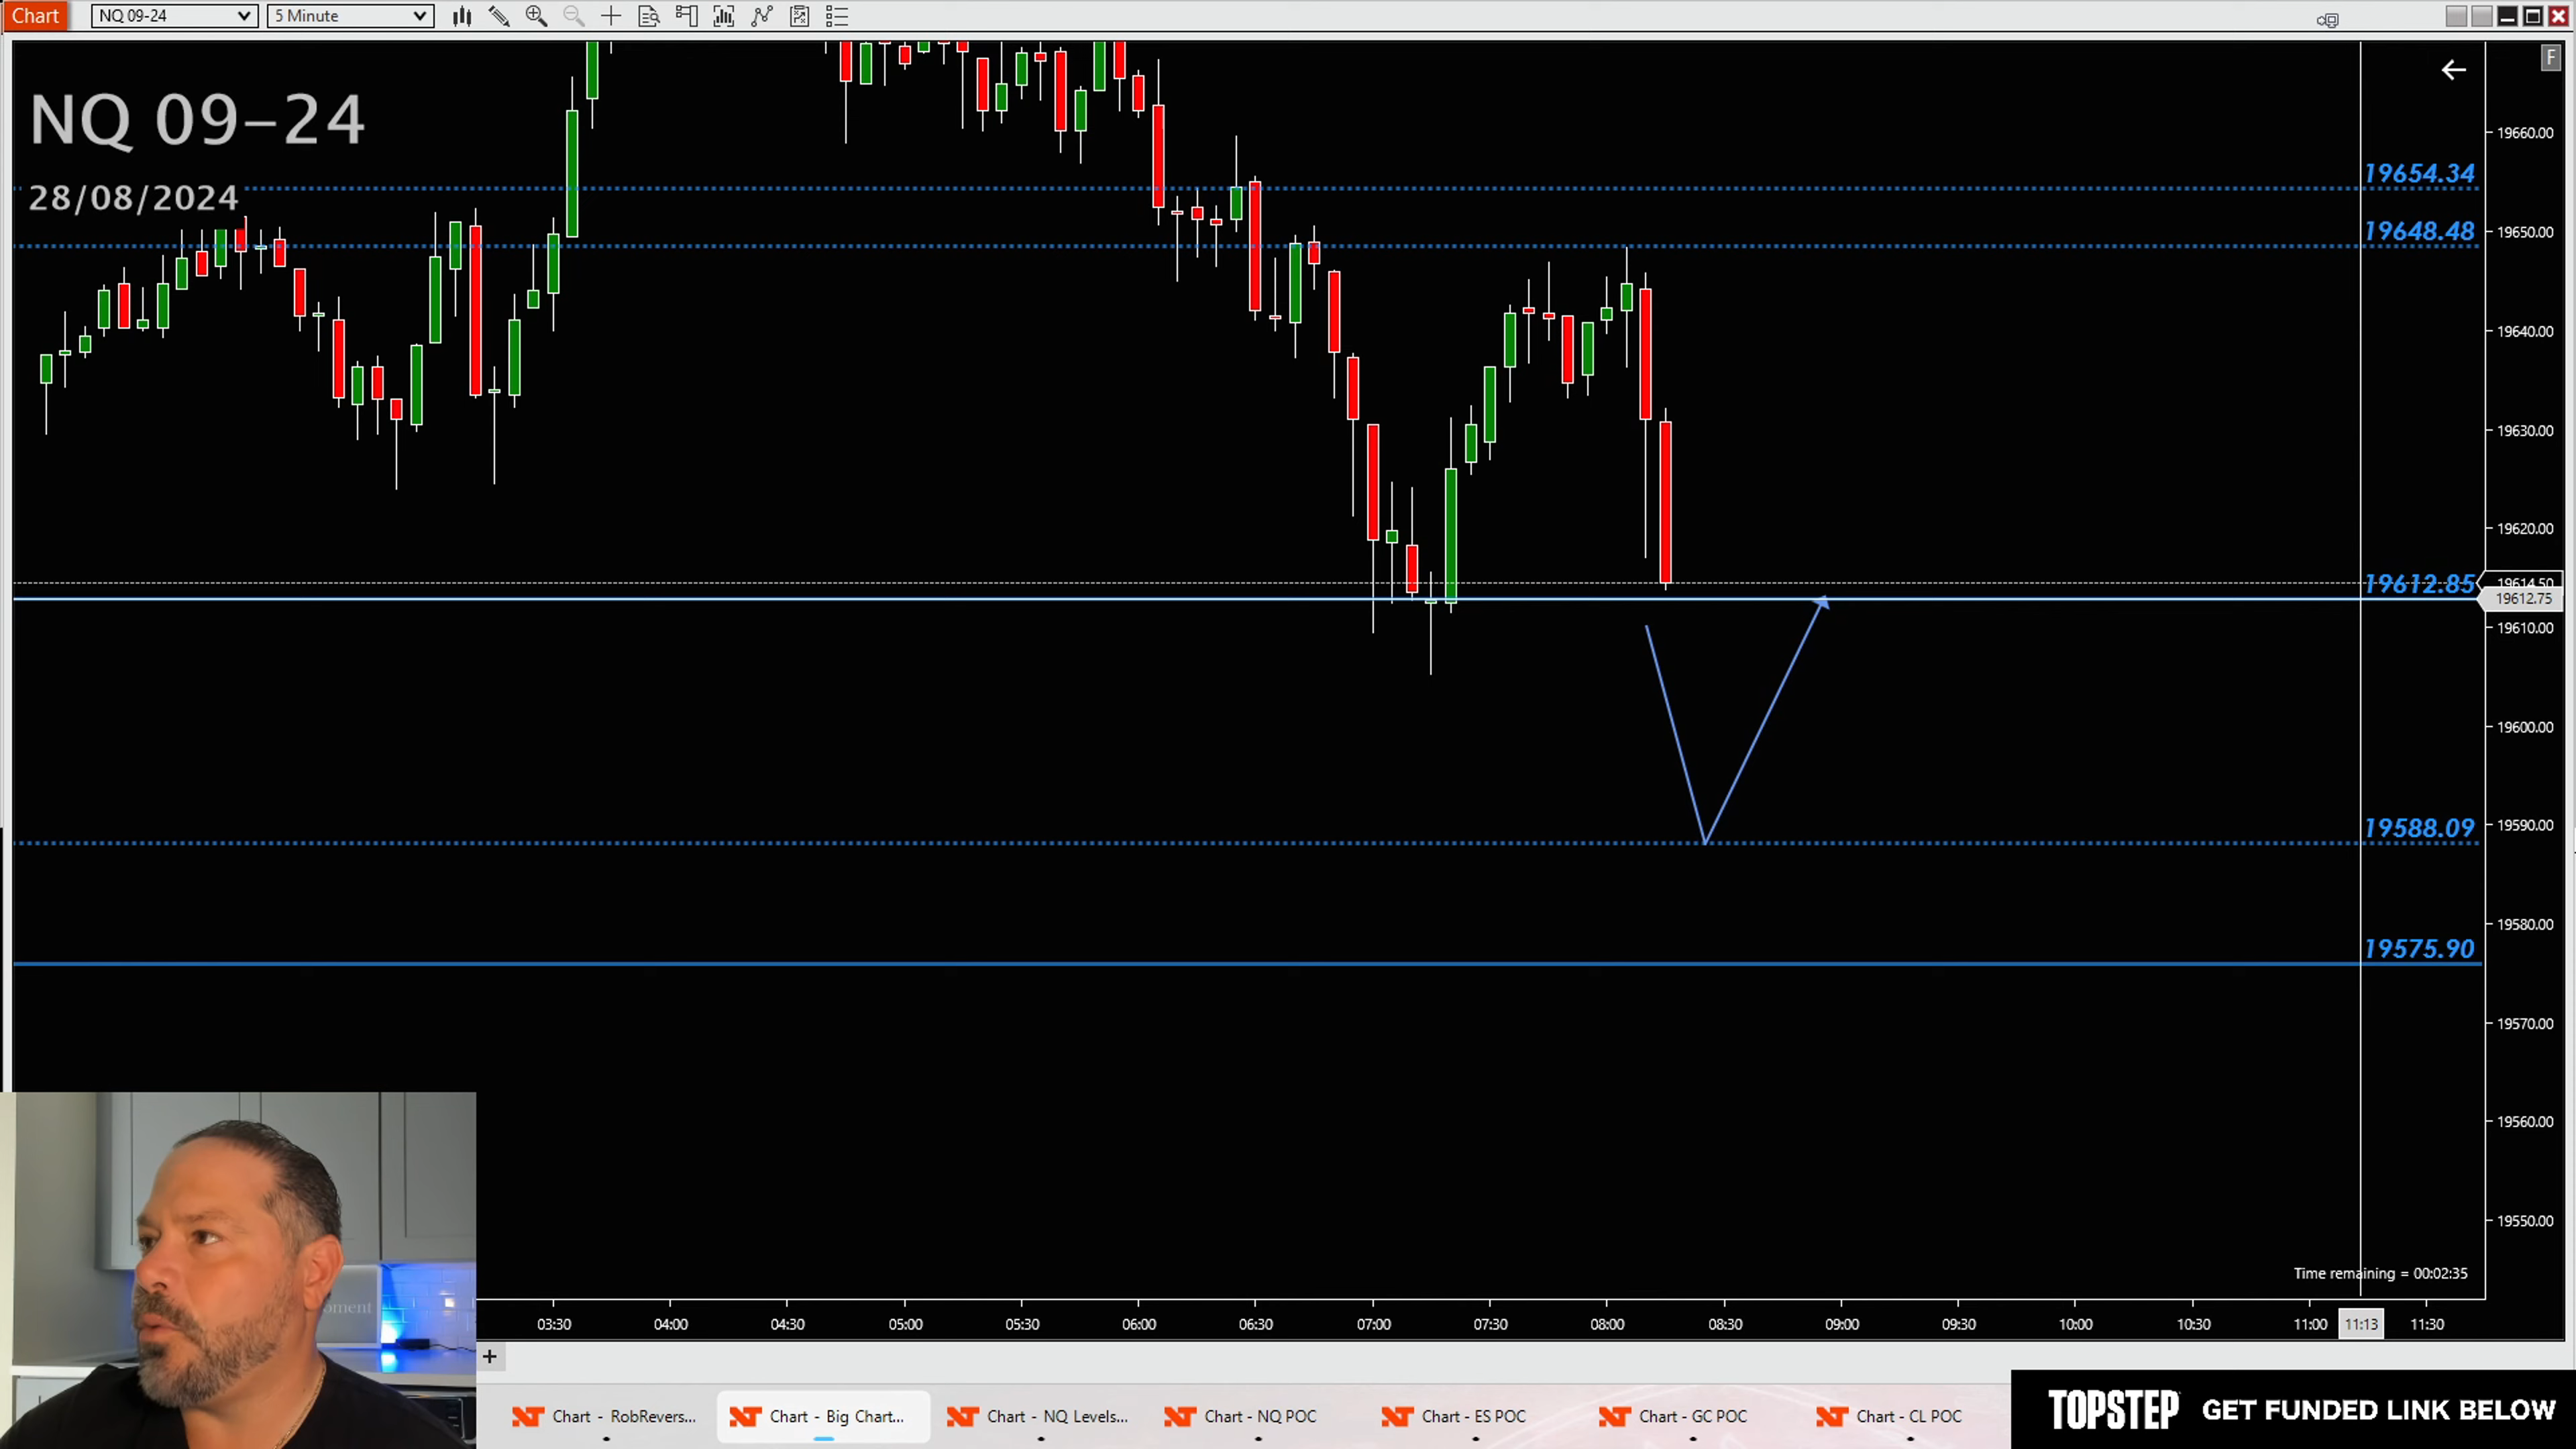 Chart
NQ 09-24
5 Minute
F
NQ 09-24
28/08/2024
19654.34
19648.48
19612.85
19588.09
19575.90
19660.00
19650.00
19640.00
19630.00
19620.00
19614.50
19612.75
19610.00
19600.00
19590.00
19580.00
19570.00
19560.00
19550.00
Time remaining = 00:02:35
03:30 04:00 04:30 05:00 05:30 06:00 06:30 07:00 07:30 08:00 08:30 09:00 09:30 10:00 10:30 11:00 11:13 11:30
oment
+
Chart - RobRevers...
Chart - Big Chart...
Chart - NQ Levels...
Chart - NQ POC
Chart - ES POC
Chart - GC POC
Chart - CL POC
TOPSTEP GET FUNDED LINK BELOW